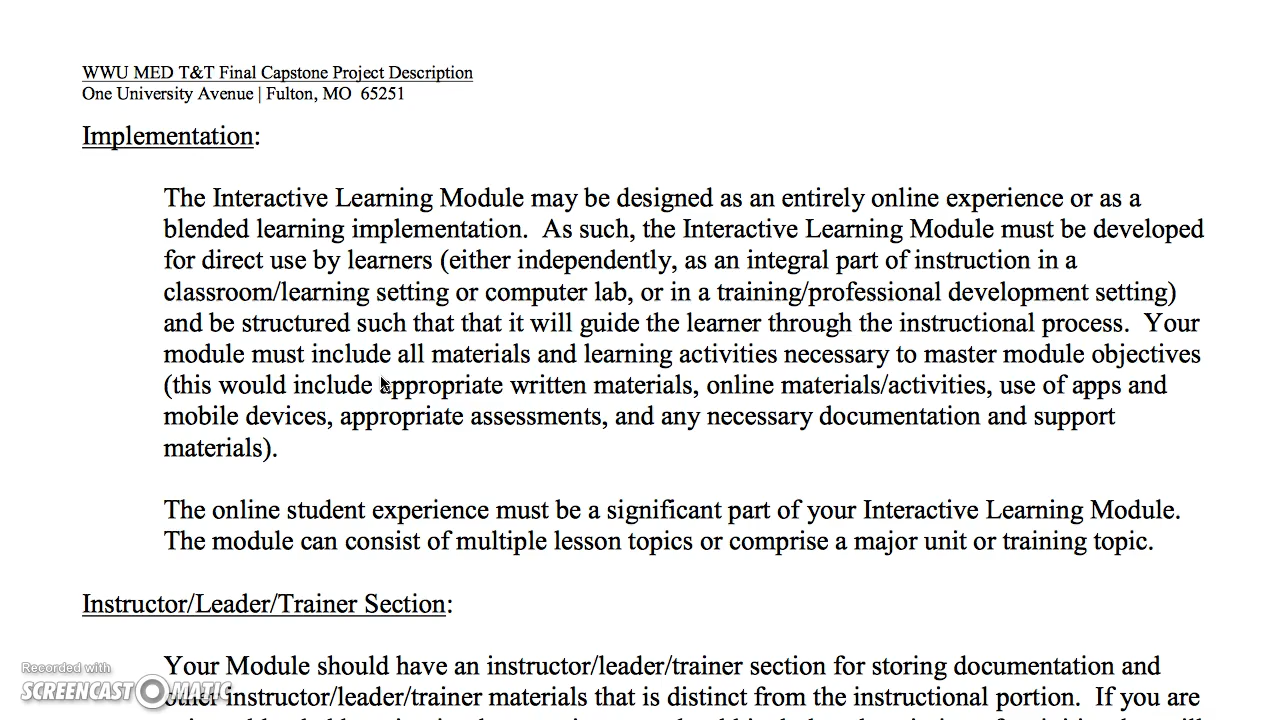 WWU MED T&T Final Capstone Project Description
One University Avenue | Fulton, MO  65251
Implementation:
The Interactive Learning Module may be designed as an entirely online experience or as a
blended learning implementation.  As such, the Interactive Learning Module must be developed
for direct use by learners (either independently, as an integral part of instruction in a
classroom/learning setting or computer lab, or in a training/professional development setting)
and be structured such that that it will guide the learner through the instructional process.  Your
module must include all materials and learning activities necessary to master module objectives
(this would include appropriate written materials, online materials/activities, use of apps and
mobile devices, appropriate assessments, and any necessary documentation and support
materials).
The online student experience must be a significant part of your Interactive Learning Module.
The module can consist of multiple lesson topics or comprise a major unit or training topic.
Instructor/Leader/Trainer Section:
Your Module should have an instructor/leader/trainer section for storing documentation and
other instructor/leader/trainer materials that is distinct from the instructional portion.  If you are
Recorded with
SCREENCAST MATIC